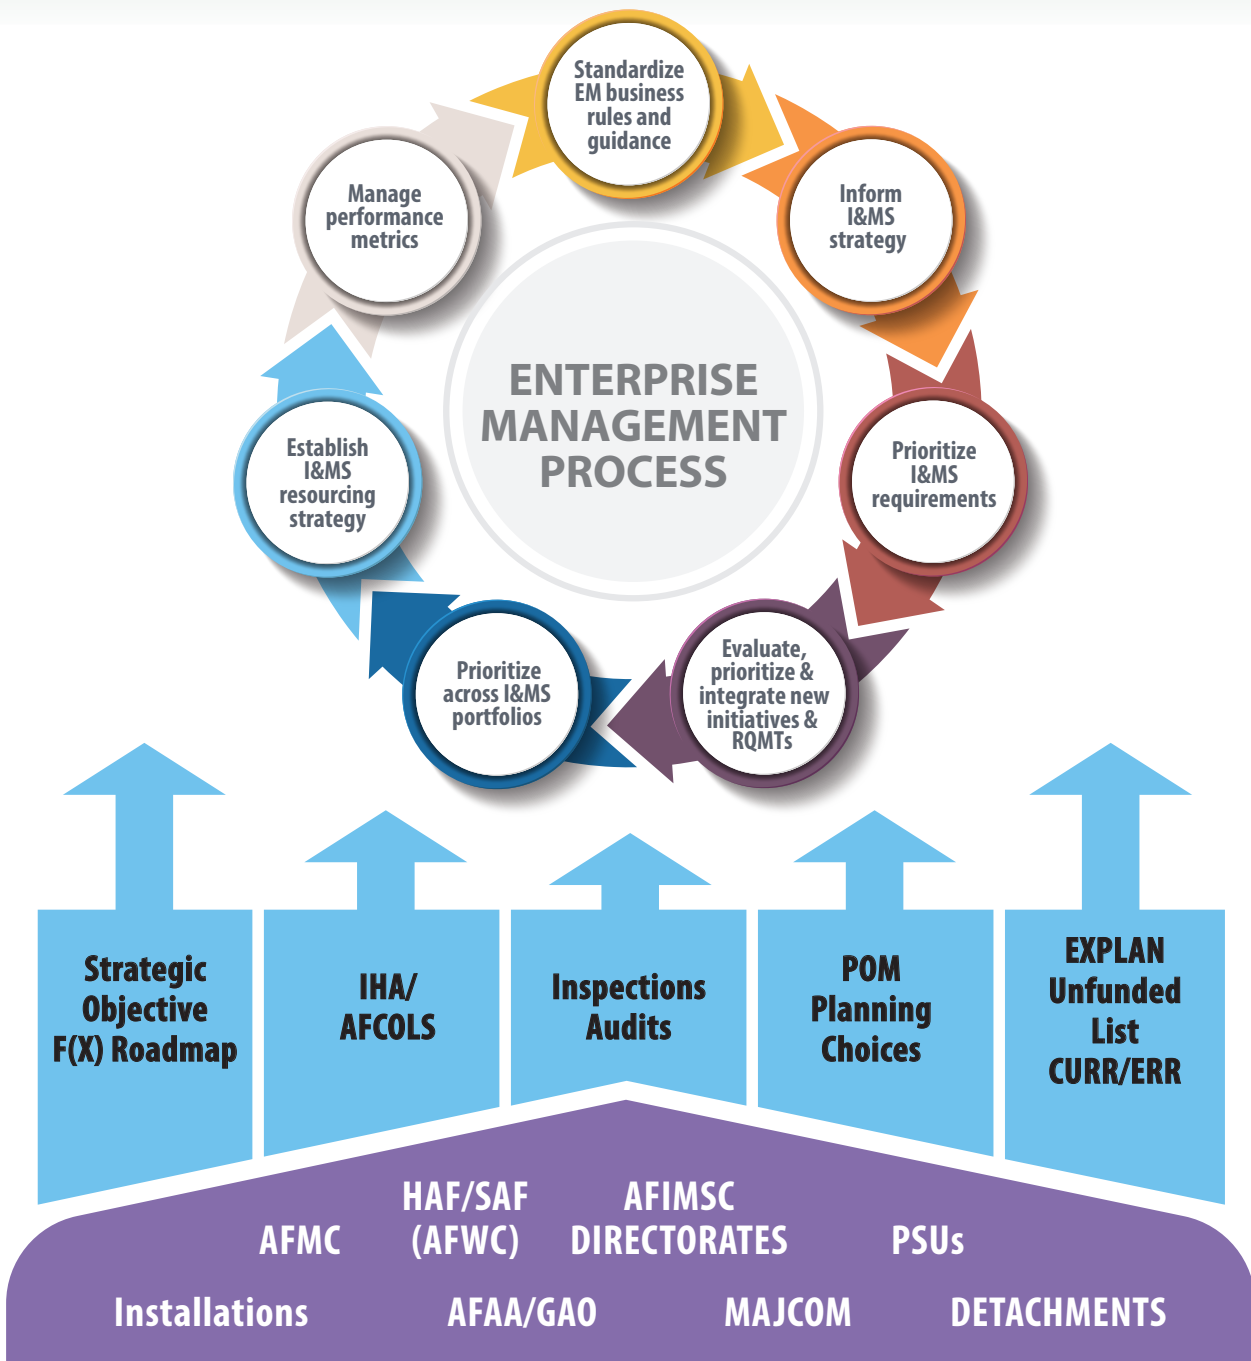 Standardize
EM business
rules and
guidance
Inform
I&MS
strategy
Prioritize
I&MS
requirements
Evaluate,
prioritize &
integrate new
initiatives &
RQMTs
Prioritize
across I&MS
portfolios
Establish
I&MS
resourcing
strategy
Manage
performance
metrics
ENTERPRISE
MANAGEMENT
PROCESS
Strategic
Objective
F(X) Roadmap
IHA/
AFCOLS
Inspections
Audits
POM
Planning
Choices
EXPLAN
Unfunded
List
CURR/ERR
AFMC
HAF/SAF
(AFWC)
AFIMSC
DIRECTORATES
PSUs
Installations
AFAA/GAO
MAJCOM
DETACHMENTS